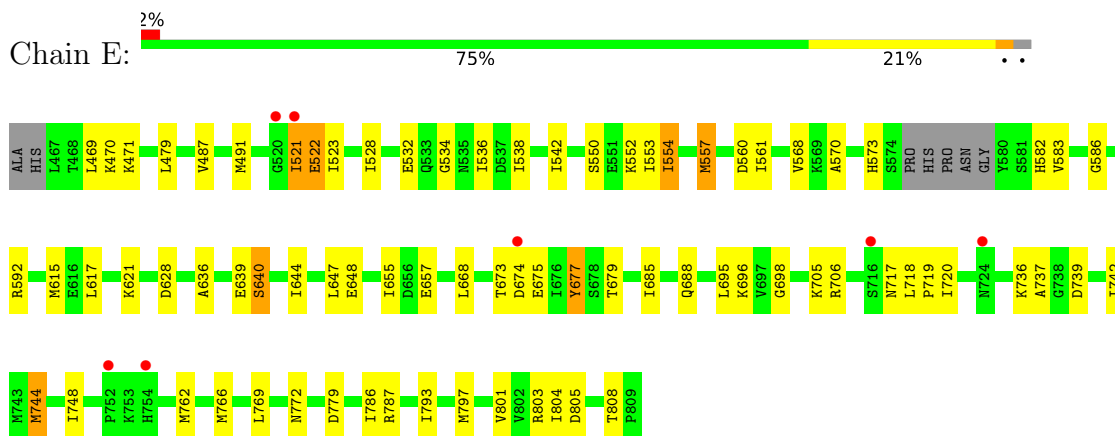 2%
Chain E:
75% 21% • •
ALA HIS L467 T468 L469 K470 K471 L479 V487 M491 G520 I521 E522 I523 I528 E532 Q533 G534 N535 I536 D537 I538 I542 S550 E551 K552 I553 I554 M557 D560 I561 V568 K569 A570 H573 S574 PRO HIS PRO ASN GLY Y580 S581 H582 V583 G586
R592 M615 E616 L617 K621 D628 A636 E639 S640 I644 L647 E648 I655 D656 E657 L668 T673 D674 E675 I676 Y677 S678 T679 I685 Q688 L695 K696 V697 G698 K705 R706 S716 N717 L718 P719 I720 N724 K736 A737 G738 D739
M743 M744 I748 P752 K753 H754 M762 M766 L769 N772 D779 I786 R787 I793 M797 V801 V802 R803 I804 D805 T808 P809